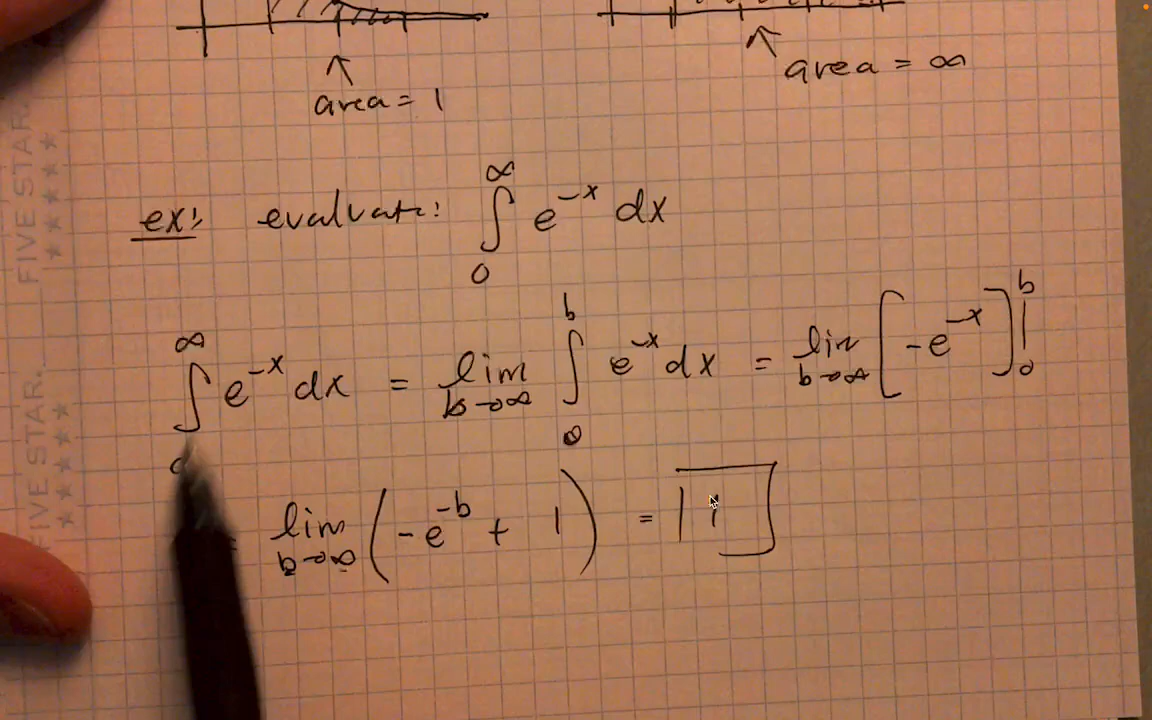 area = 1
area = ∞
ex: evaluate: ∫₀^∞ e^{-x} dx
∫₀^∞ e^{-x} dx = lim_{b→∞} ∫₀^b e^{-x} dx = lim_{b→∞} [-e^{-x}]|₀^b
= lim_{b→∞} (-e^{-b} + 1) = 1
FIVE STAR.
FIVE STAR.